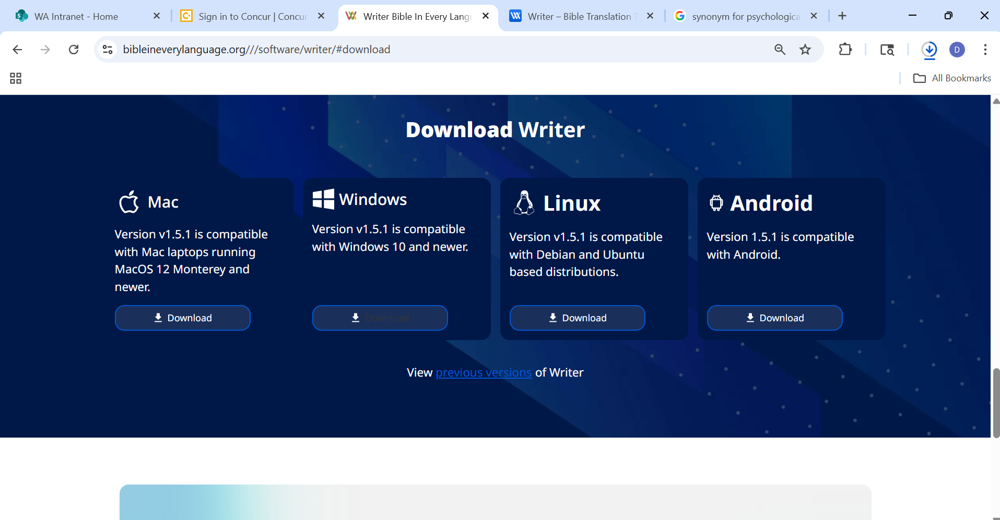 WA Intranet - Home
Sign in to Concur | Concur
Writer Bible In Every Langu
Writer – Bible Translation T
synonym for psychologica
bibleineverylanguage.org///software/writer/#download
D
All Bookmarks
Download Writer
Mac
Version v1.5.1 is compatible
with Mac laptops running
MacOS 12 Monterey and
newer.
Download
Windows
Version v1.5.1 is compatible
with Windows 10 and newer.
Download
Linux
Version v1.5.1 is compatible
with Debian and Ubuntu
based distributions.
Download
Android
Version 1.5.1 is compatible
with Android.
Download
View previous versions of Writer